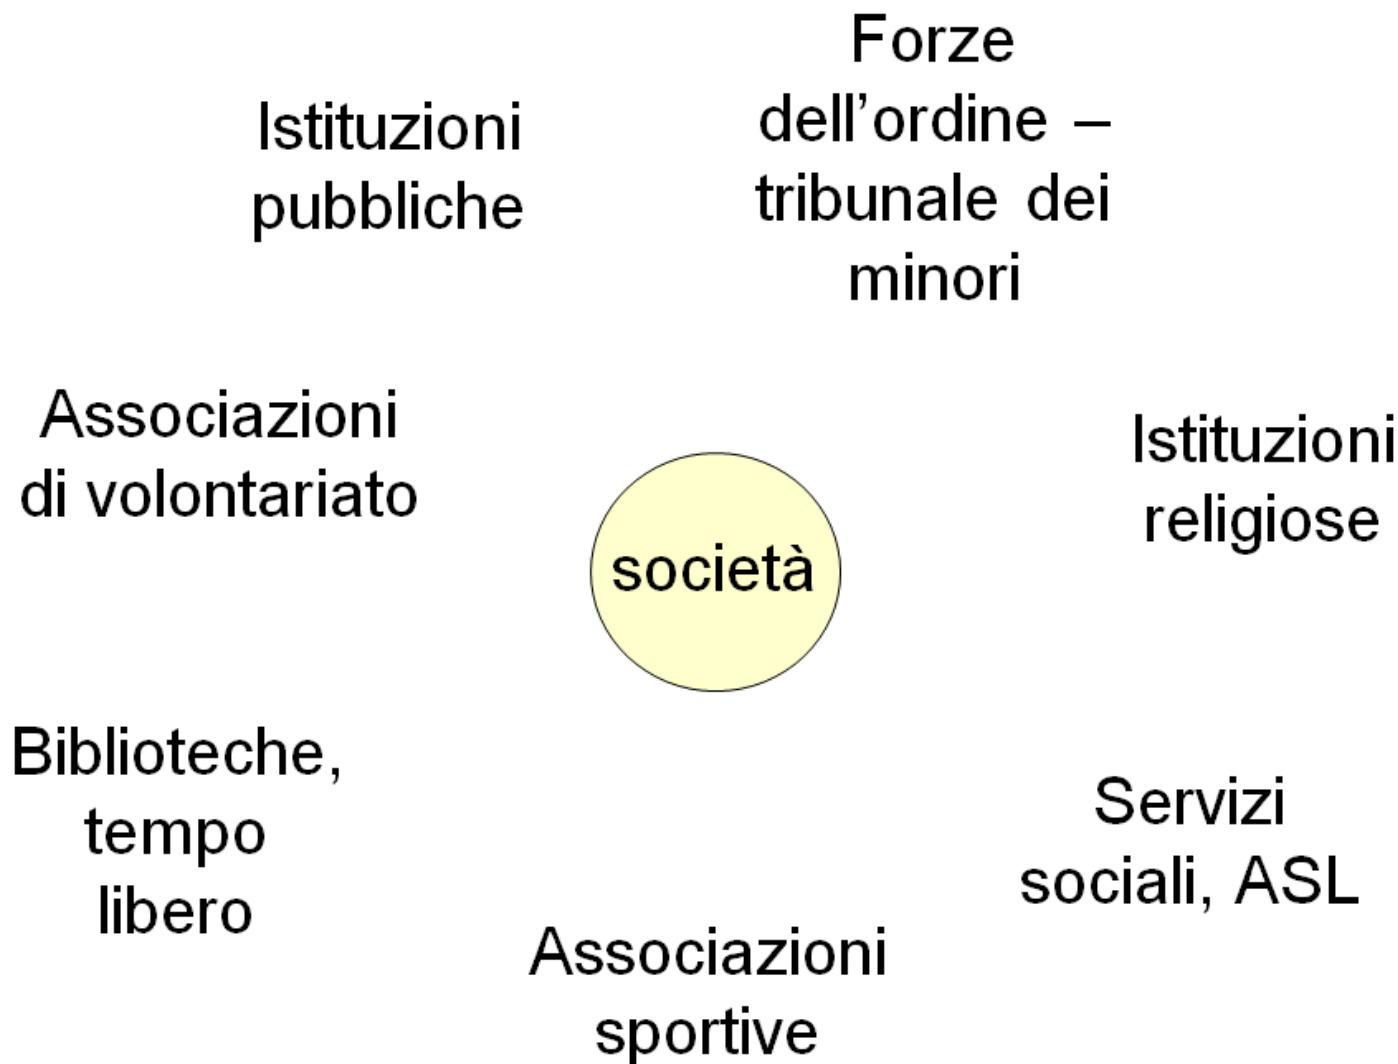 Istituzioni
pubbliche
Forze
dell’ordine –
tribunale dei
minori
Associazioni
di volontariato
Istituzioni
religiose
società
Biblioteche,
tempo
libero
Servizi
sociali, ASL
Associazioni
sportive